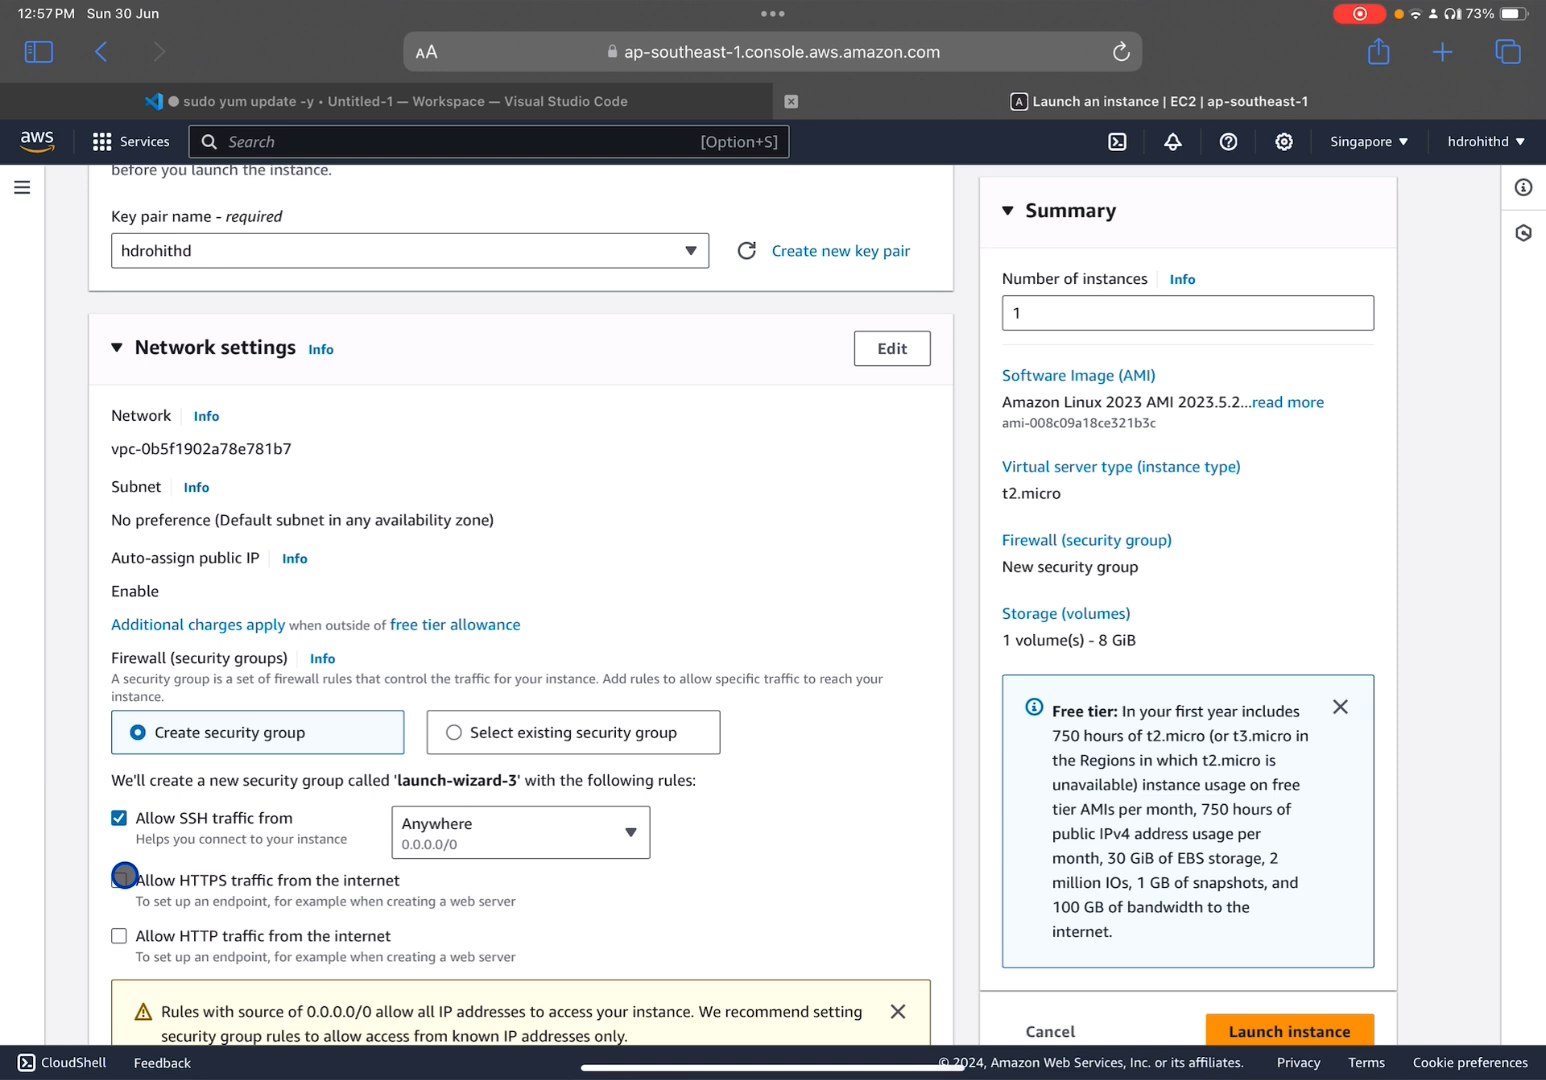 12:57 PM Sun 30 Jun
73%
AA
ap-southeast-1.console.aws.amazon.com
sudo yum update -y • Untitled-1 — Workspace — Visual Studio Code
A Launch an instance | EC2 | ap-southeast-1
aws
Services
Search
[Option+S]
Singapore
hdrohithd
before you launch the instance.
Key pair name - required
hdrohithd
Create new key pair
Network settings Info
Edit
Network Info
vpc-0b5f1902a78e781b7
Subnet Info
No preference (Default subnet in any availability zone)
Auto-assign public IP Info
Enable
Additional charges apply when outside of free tier allowance
Firewall (security groups) Info
A security group is a set of firewall rules that control the traffic for your instance. Add rules to allow specific traffic to reach your
instance.
Create security group
Select existing security group
We'll create a new security group called 'launch-wizard-3' with the following rules:
Allow SSH traffic from
Helps you connect to your instance
Anywhere
0.0.0.0/0
Allow HTTPS traffic from the internet
To set up an endpoint, for example when creating a web server
Allow HTTP traffic from the internet
To set up an endpoint, for example when creating a web server
Rules with source of 0.0.0.0/0 allow all IP addresses to access your instance. We recommend setting
security group rules to allow access from known IP addresses only.
Summary
Number of instances Info
1
Software Image (AMI)
Amazon Linux 2023 AMI 2023.5.2...read more
ami-008c09a18ce321b3c
Virtual server type (instance type)
t2.micro
Firewall (security group)
New security group
Storage (volumes)
1 volume(s) - 8 GiB
Free tier: In your first year includes
750 hours of t2.micro (or t3.micro in
the Regions in which t2.micro is
unavailable) instance usage on free
tier AMIs per month, 750 hours of
public IPv4 address usage per
month, 30 GiB of EBS storage, 2
million IOs, 1 GB of snapshots, and
100 GB of bandwidth to the
internet.
Cancel
Launch instance
CloudShell
Feedback
© 2024, Amazon Web Services, Inc. or its affiliates.
Privacy
Terms
Cookie preferences